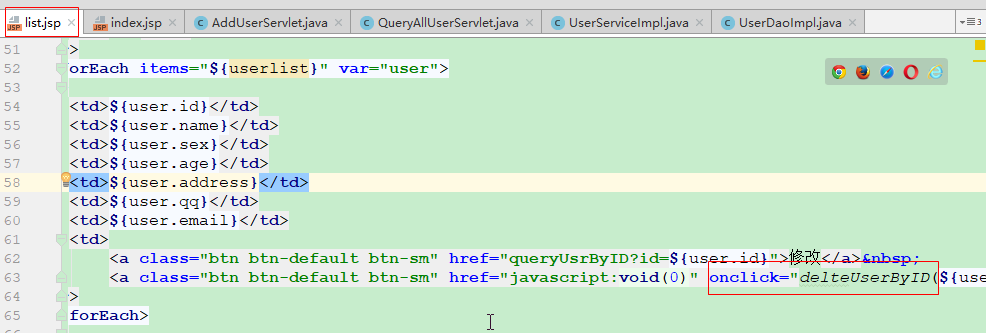 list.jsp index.jsp AddUserServlet.java QueryAllUserServlet.java UserServiceImpl.java UserDaoImpl.java 3
51 >
52 orEach items="${userlist}" var="user">
53
54 <td>${user.id}</td>
55 <td>${user.name}</td>
56 <td>${user.sex}</td>
57 <td>${user.age}</td>
58 <td>${user.address}</td>
59 <td>${user.qq}</td>
60 <td>${user.email}</td>
61 <td>
62 <a class="btn btn-default btn-sm" href="queryUsrByID?id=${user.id}">修改</a>&nbsp;
63 <a class="btn btn-default btn-sm" href="javascript:void(0)" onclick="delteUserByID(${use
64 >
65 forEach>